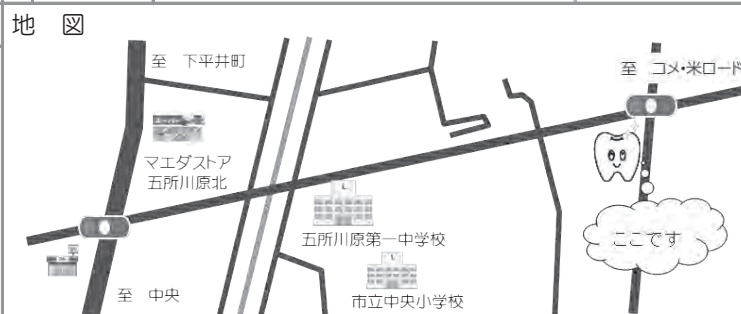 地 図
至 下平井町
至 コメ・米ロード
マエダストア
五所川原北
五所川原第一中学校
ここです
至 中央
市立中央小学校